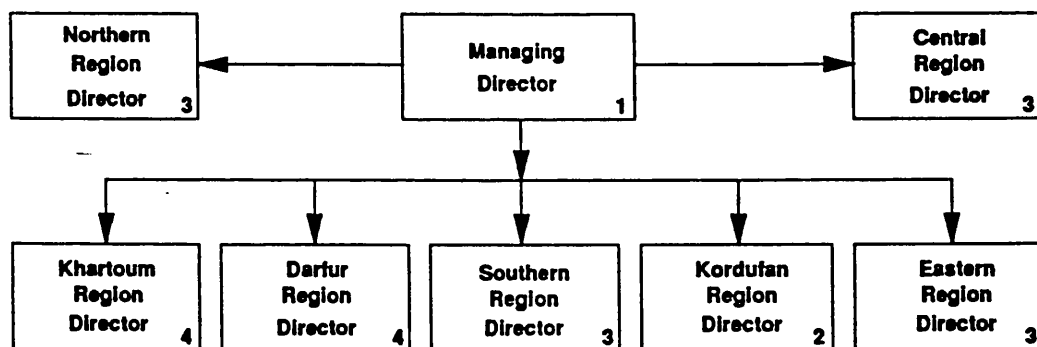 Northern
Region
Director
3
Managing
Director
1
Central
Region
Director
3
Khartoum
Region
Director
4
Darfur
Region
Director
4
Southern
Region
Director
3
Kordufan
Region
Director
2
Eastern
Region
Director
3